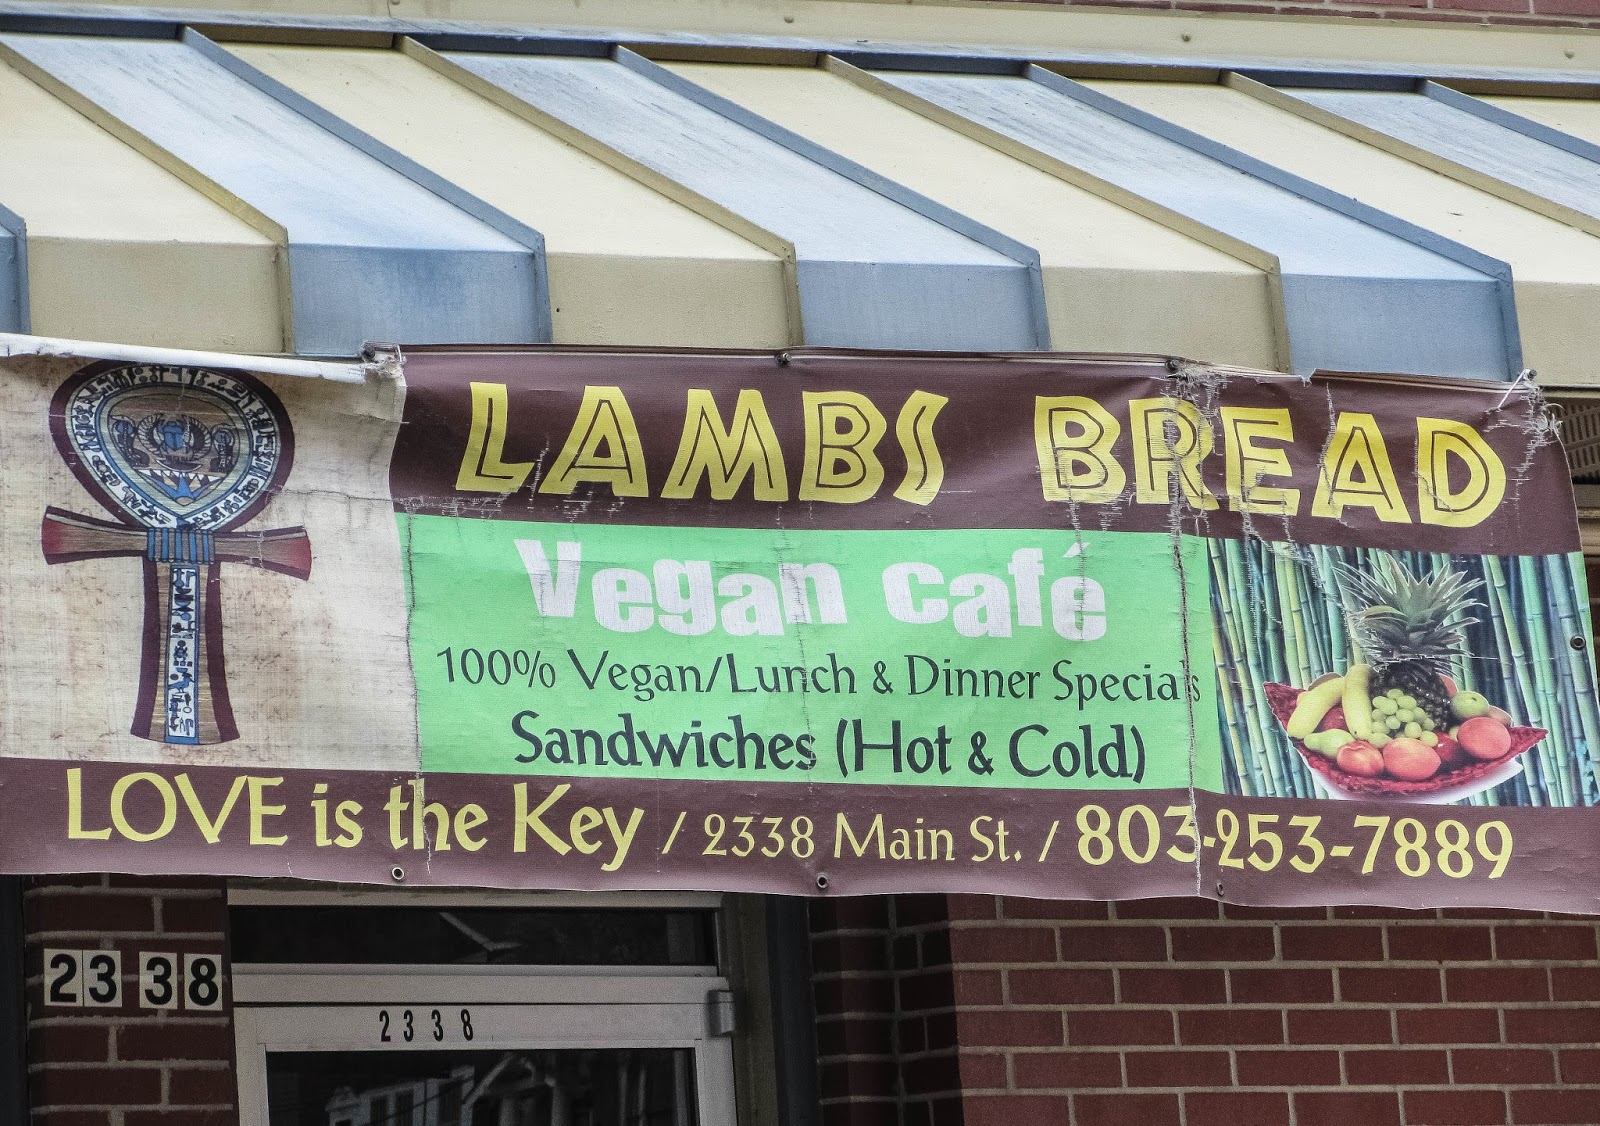 LAMBS BREAD
Vegan Café
100% Vegan/Lunch & Dinner Specials
Sandwiches (Hot & Cold)
LOVE is the Key / 2338 Main St. / 803-253-7889
2338
2338